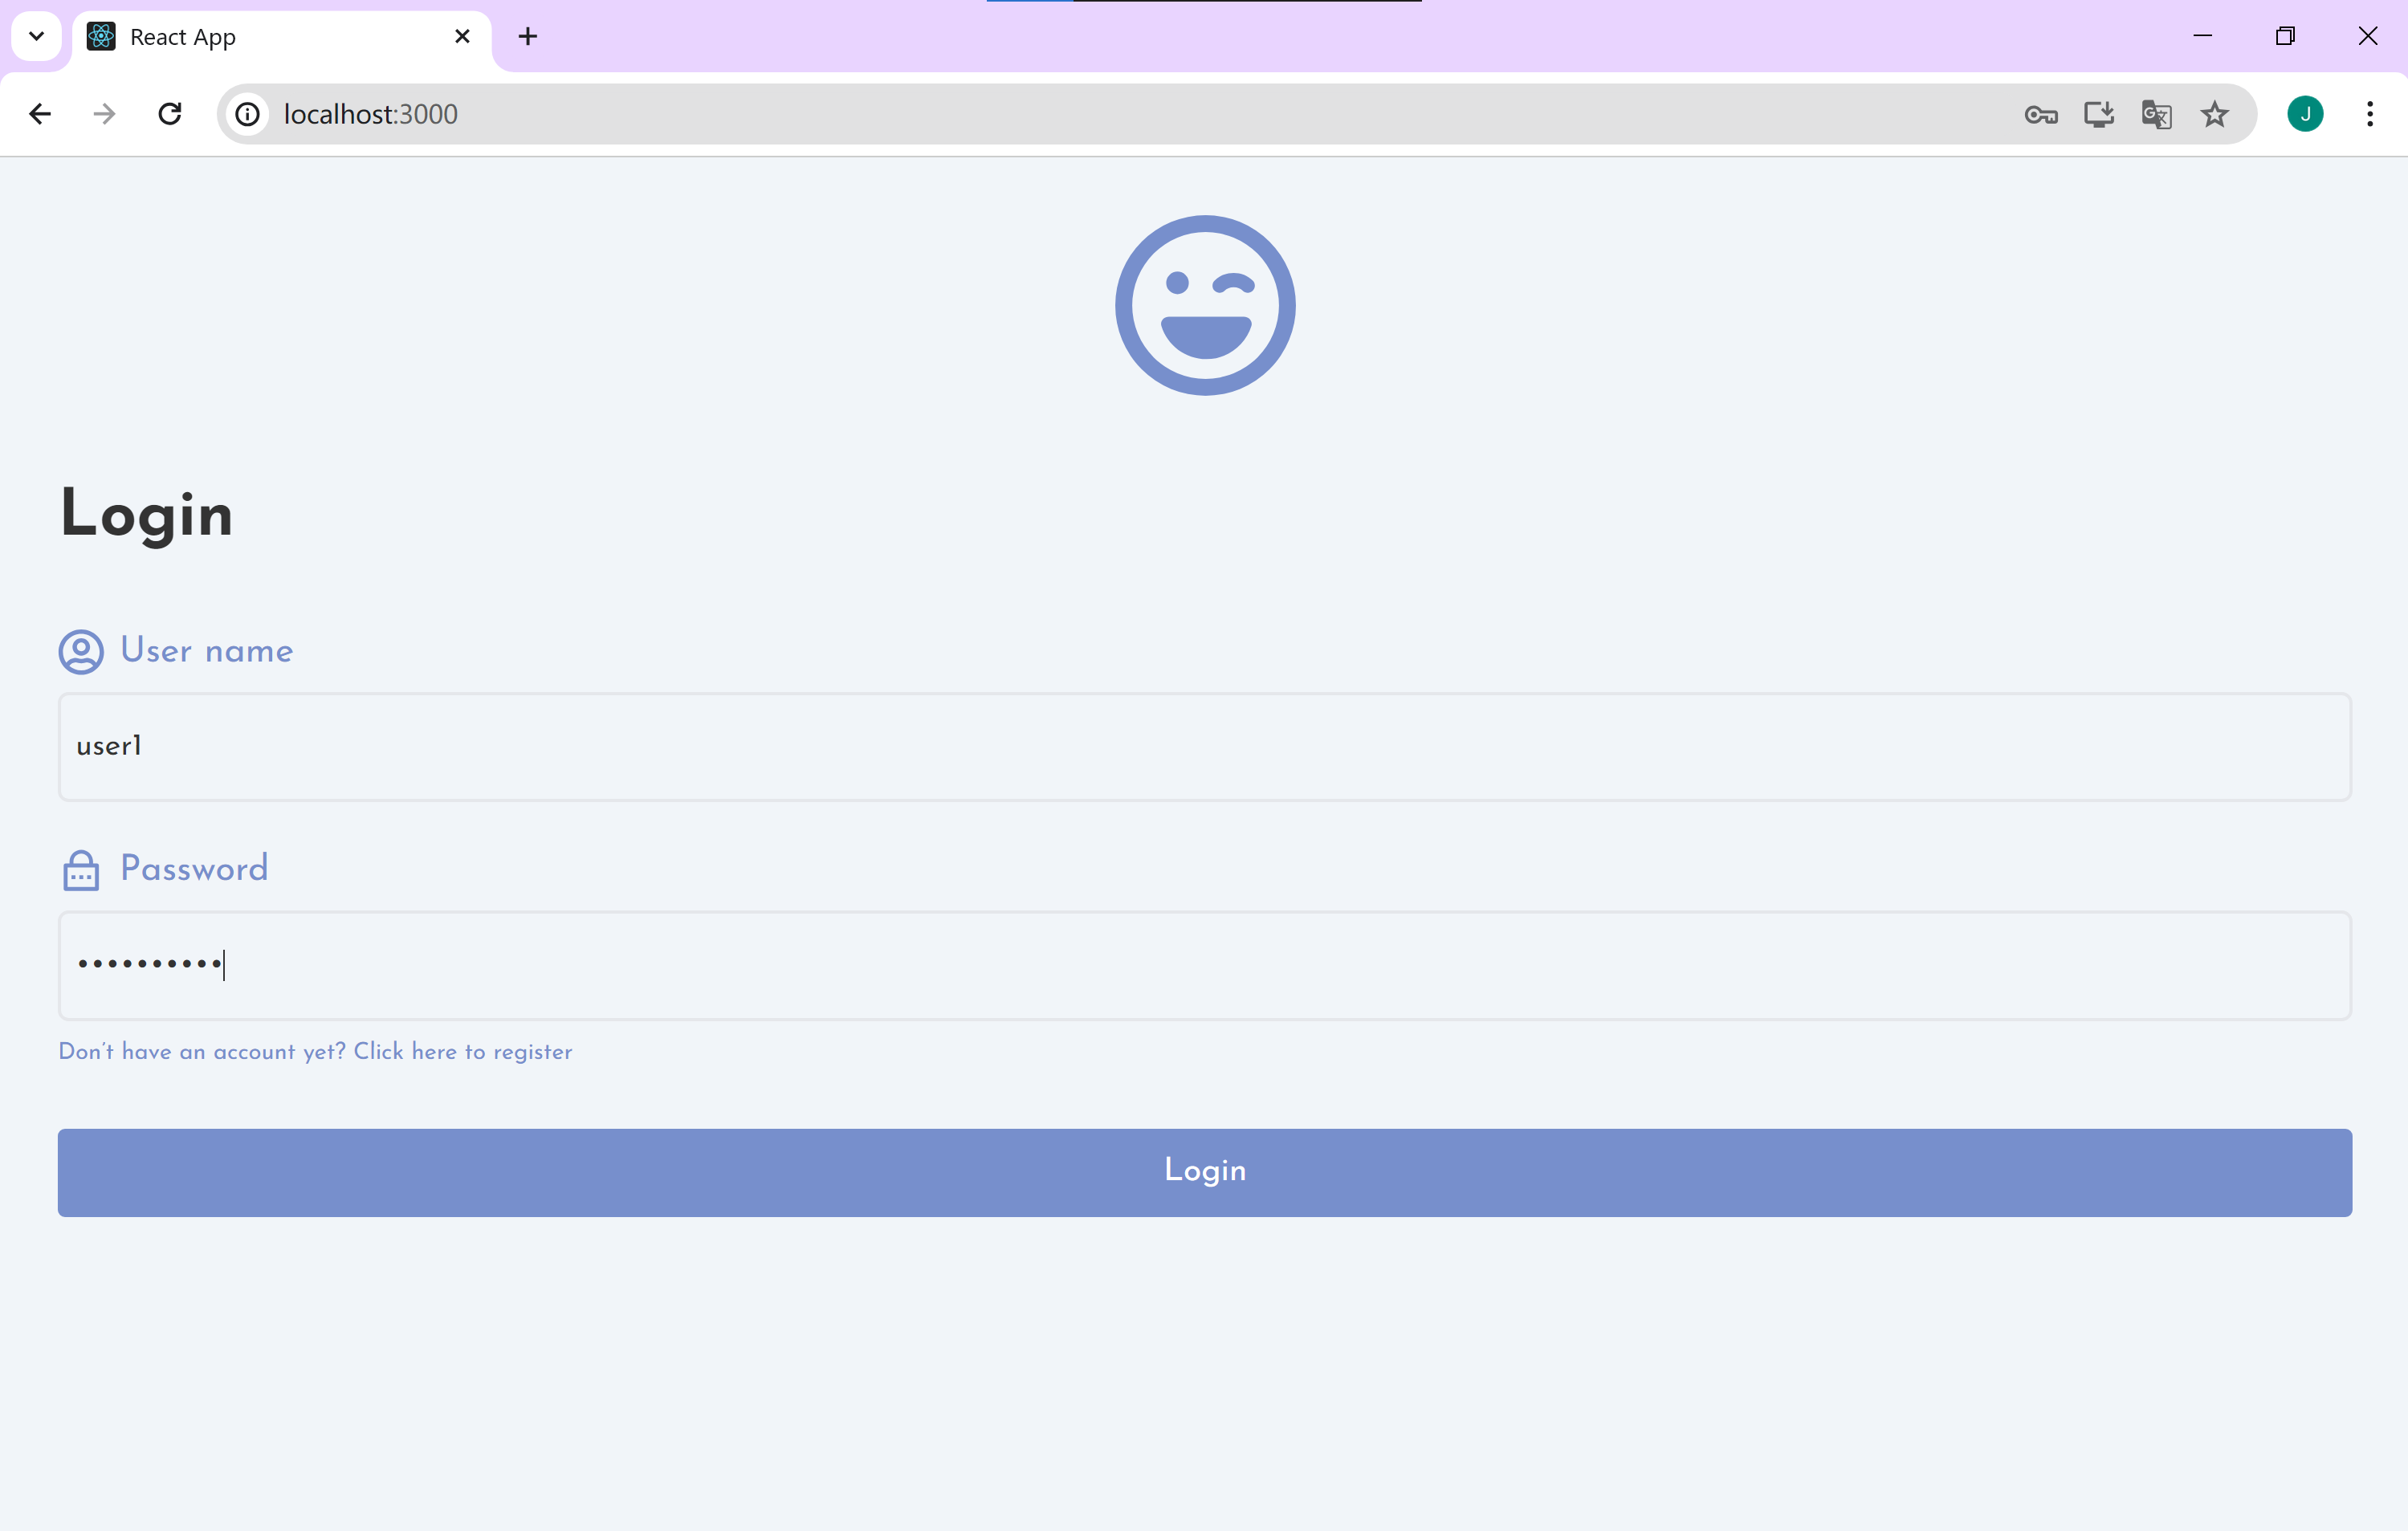 React App
localhost:3000
J
Login
User name
user1
Password
••••••••••
Don't have an account yet? Click here to register
Login